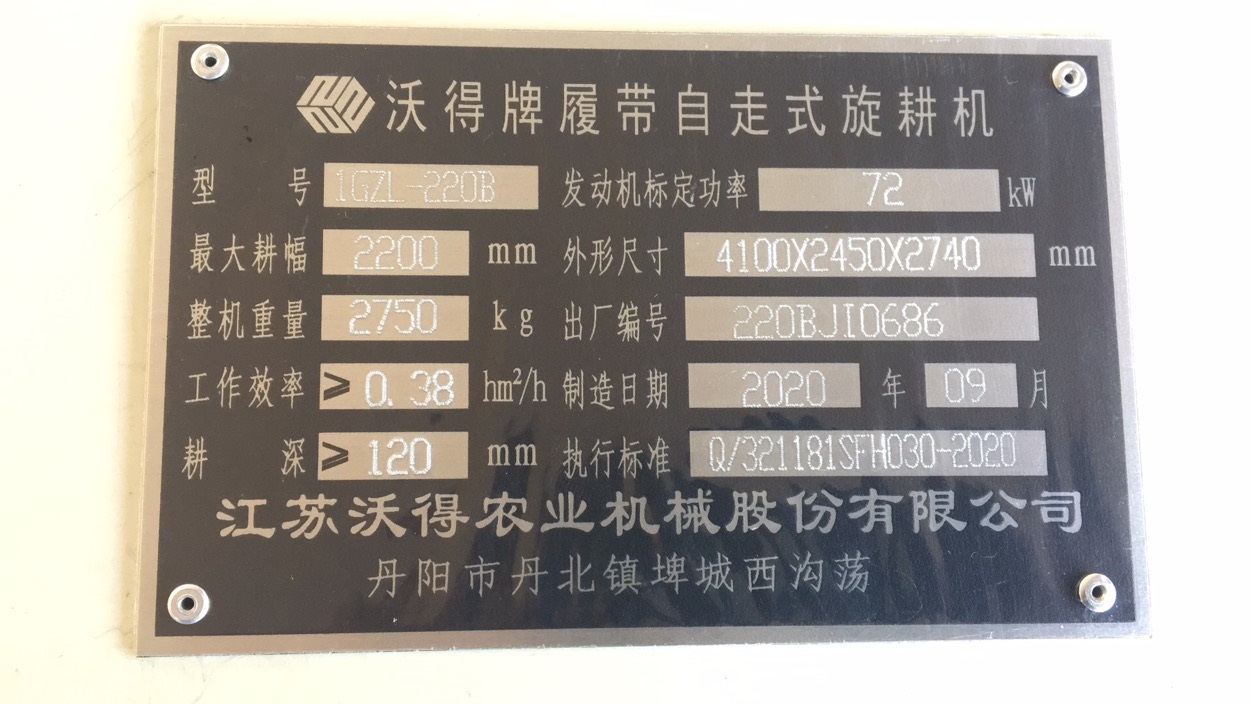 沃得牌履带自走式旋耕机
型 号 1GZL-220B 发动机标定功率 72 kW
最大耕幅 2200 mm 外形尺寸 4100X2450X2740 mm
整机重量 2750 kg 出厂编号 220BJI0686
工作效率 ≥0.38 hm²/h 制造日期 2020 年 09 月
耕 深 ≥120 mm 执行标准 Q/321181SFH030-2020
江苏沃得农业机械股份有限公司
丹阳市丹北镇埤城西沟荡